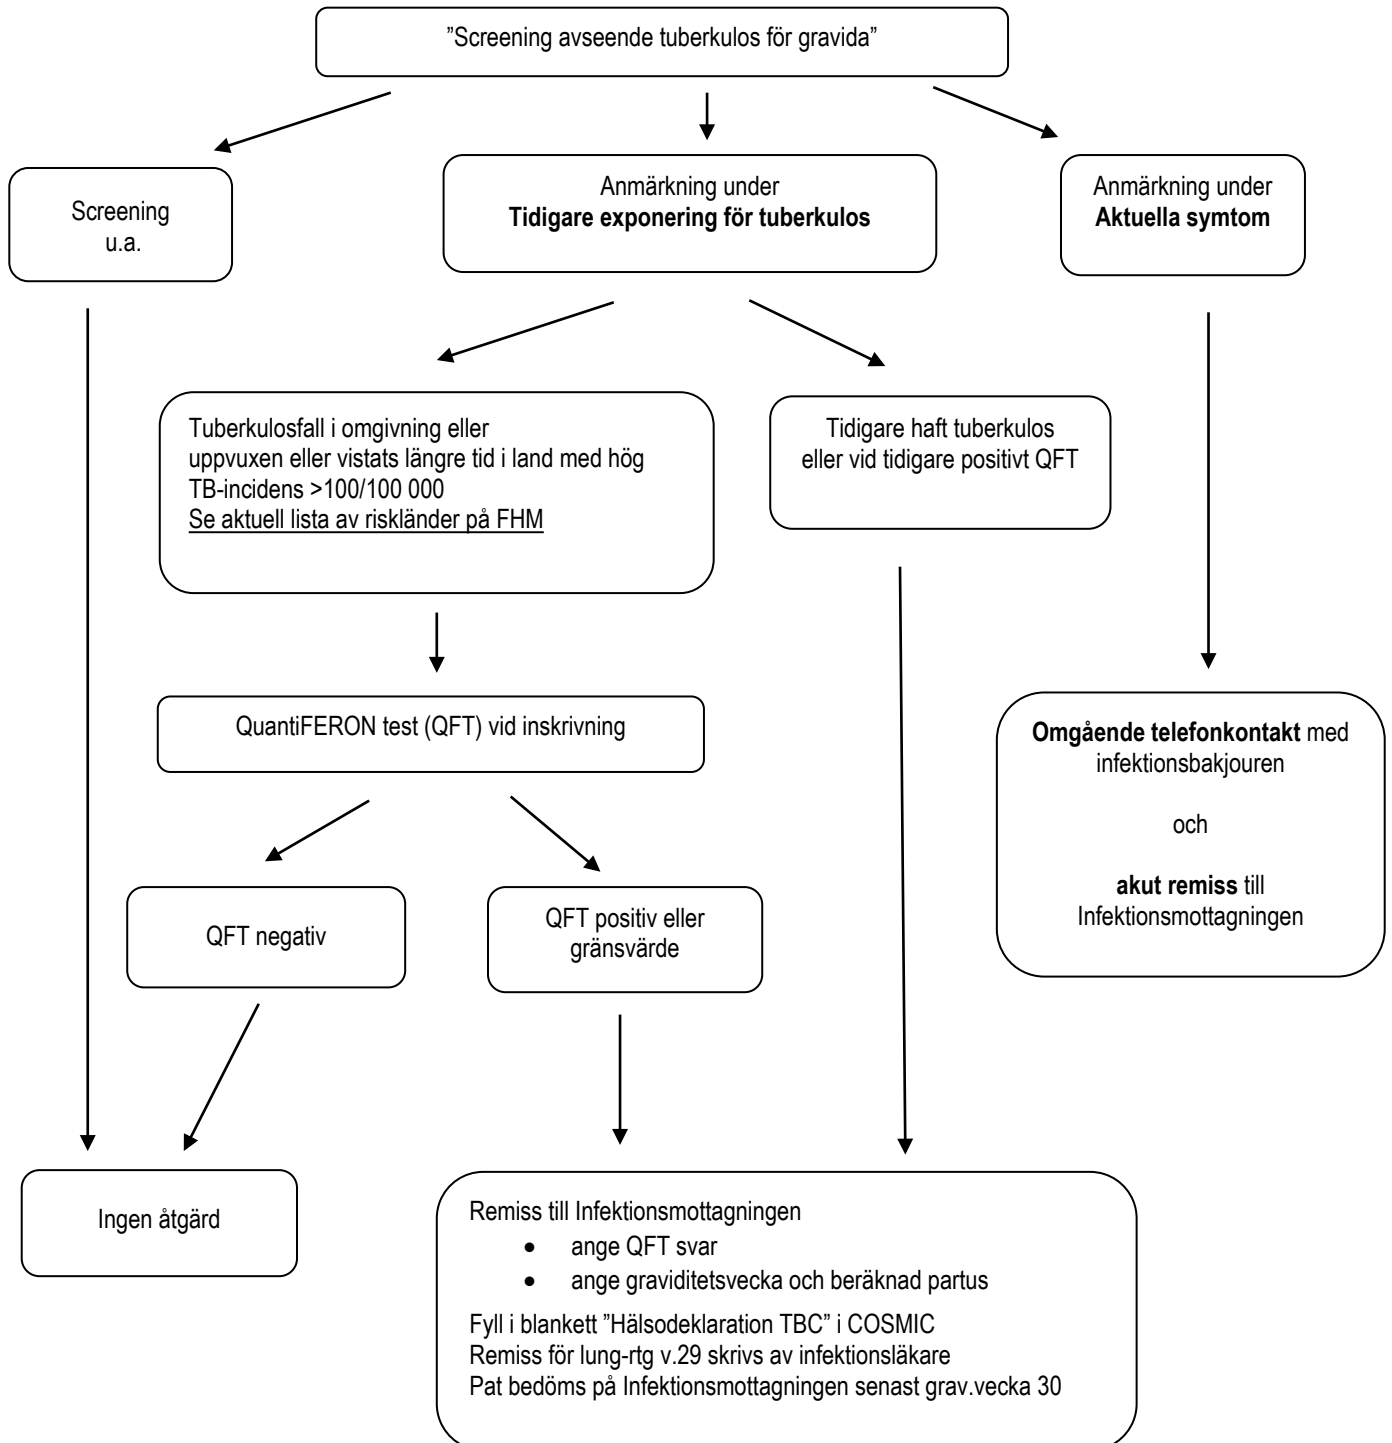 ”Screening avseende tuberkulos för gravida”
Screening
u.a.
Anmärkning under
Tidigare exponering för tuberkulos
Anmärkning under
Aktuella symtom
Tuberkulosfall i omgivning eller
uppvuxen eller vistats längre tid i land med hög
TB-incidens >100/100 000
Se aktuell lista av riskländer på FHM
Tidigare haft tuberkulos
eller vid tidigare positivt QFT
QuantiFERON test (QFT) vid inskrivning
Omgående telefonkontakt med
infektionsbakjouren
och
akut remiss till
Infektionsmottagningen
QFT negativ
QFT positiv eller
gränsvärde
Ingen åtgärd
Remiss till Infektionsmottagningen
• ange QFT svar
• ange graviditetsvecka och beräknad partus
Fyll i blankett ”Hälsodeklaration TBC” i COSMIC
Remiss för lung-rtg v.29 skrivs av infektionsläkare
Pat bedöms på Infektionsmottagningen senast grav.vecka 30